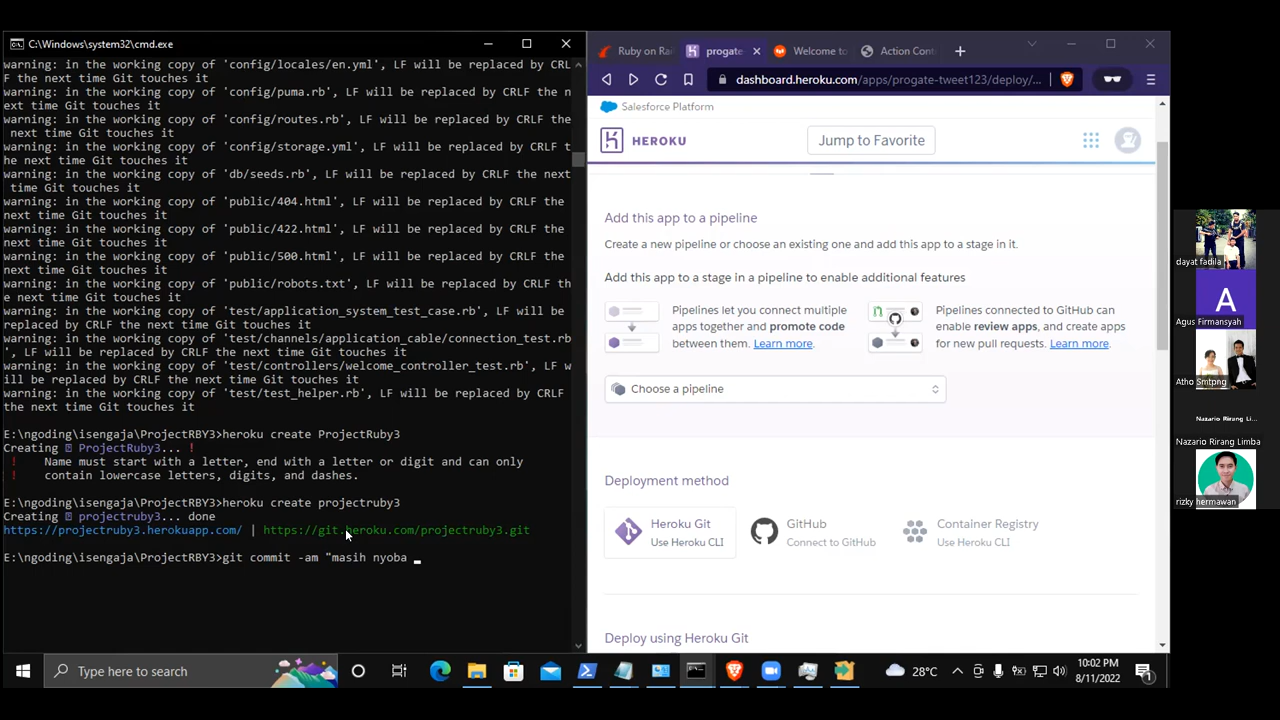 C:\Windows\system32\cmd.exe
warning: in the working copy of 'config/locales/en.yml', LF will be replaced by CRL
F the next time Git touches it
warning: in the working copy of 'config/puma.rb', LF will be replaced by CRLF the n
ext time Git touches it
warning: in the working copy of 'config/routes.rb', LF will be replaced by CRLF the
next time Git touches it
warning: in the working copy of 'config/storage.yml', LF will be replaced by CRLF t
he next time Git touches it
warning: in the working copy of 'db/seeds.rb', LF will be replaced by CRLF the next
time Git touches it
warning: in the working copy of 'public/404.html', LF will be replaced by CRLF the
next time Git touches it
warning: in the working copy of 'public/422.html', LF will be replaced by CRLF the
next time Git touches it
warning: in the working copy of 'public/500.html', LF will be replaced by CRLF the
next time Git touches it
warning: in the working copy of 'public/robots.txt', LF will be replaced by CRLF th
e next time Git touches it
warning: in the working copy of 'test/application_system_test_case.rb', LF will be
replaced by CRLF the next time Git touches it
warning: in the working copy of 'test/channels/application_cable/connection_test.rb
', LF will be replaced by CRLF the next time Git touches it
warning: in the working copy of 'test/controllers/welcome_controller_test.rb', LF w
ill be replaced by CRLF the next time Git touches it
warning: in the working copy of 'test/test_helper.rb', LF will be replaced by CRLF
the next time Git touches it
E:\ngoding\isengaja\ProjectRBY3>heroku create ProjectRuby3
Creating ProjectRuby3... !
! Name must start with a letter, end with a letter or digit and can only
! contain lowercase letters, digits, and dashes.
E:\ngoding\isengaja\ProjectRBY3>heroku create projectruby3
Creating projectruby3... done
https://projectruby3.herokuapp.com/ | https://git.heroku.com/projectruby3.git
E:\ngoding\isengaja\ProjectRBY3>git commit -am "masih nyoba
Ruby on Rai
progate
Welcome to
Action Cont
dashboard.heroku.com/apps/progate-tweet123/deploy/...
Salesforce Platform
HEROKU
Jump to Favorite
Add this app to a pipeline
Create a new pipeline or choose an existing one and add this app to a stage in it.
Add this app to a stage in a pipeline to enable additional features
Pipelines let you connect multiple
apps together and promote code
between them. Learn more.
Pipelines connected to GitHub can
enable review apps, and create apps
for new pull requests. Learn more.
Choose a pipeline
Deployment method
Heroku Git
Use Heroku CLI
GitHub
Connect to GitHub
Container Registry
Use Heroku CLI
Deploy using Heroku Git
dayat fadila
A
Agus Firmansyah
Atho Smtpng
Nazario Rirang Li...
Nazario Rirang Limba
rizky hermawan
Type here to search
28°C
10:02 PM
8/11/2022
1